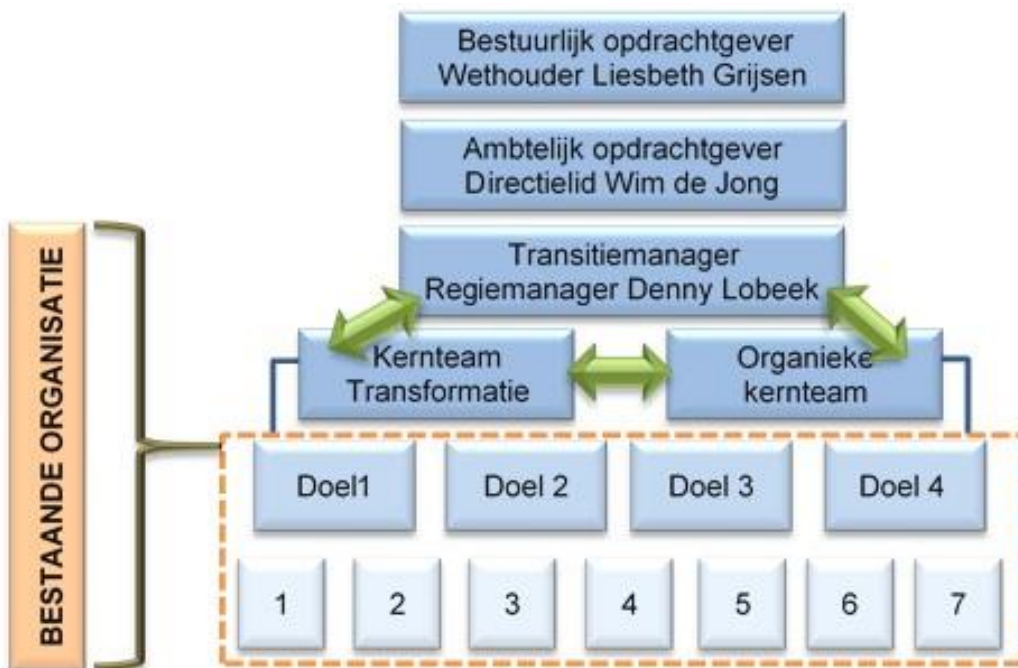 Bestuurlijk opdrachtgever
Wethouder Liesbeth Grijsen
Ambtelijk opdrachtgever
Directielid Wim de Jong
Transitiemanager
Regiemanager Denny Lobeek
BESTAANDE ORGANISATIE
Kernteam
Transformatie
Organieke
kernteam
Doel1
Doel 2
Doel 3
Doel 4
1
2
3
4
5
6
7